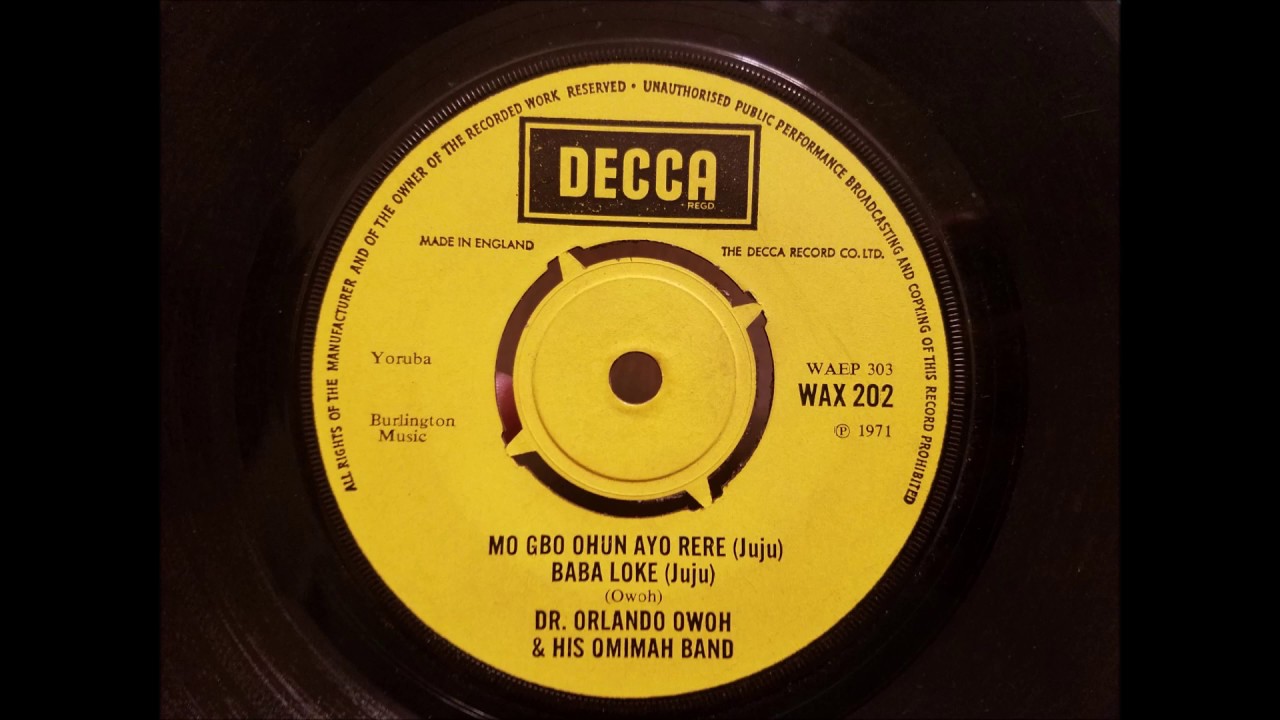 ALL RIGHTS OF THE MANUFACTURER AND OF THE OWNER OF THE RECORDED WORK RESERVED • UNAUTHORISED PUBLIC PERFORMANCE BROADCASTING AND COPYING OF THIS RECORD PROHIBITED
DECCA
REGD.
MADE IN ENGLAND
THE DECCA RECORD CO. LTD.
Yoruba
WAEP 303
WAX 202
Burlington
Music
℗ 1971
MO GBO OHUN AYO RERE (Juju)
BABA LOKE (Juju)
(Owoh)
DR. ORLANDO OWOH
& HIS OMIMAH BAND